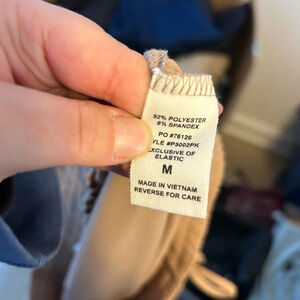 92% POLYESTER
8% SPANDEX
PO #76126
YLE #P5002PK
EXCLUSIVE OF
ELASTIC
M
MADE IN VIETNAM
REVERSE FOR CARE